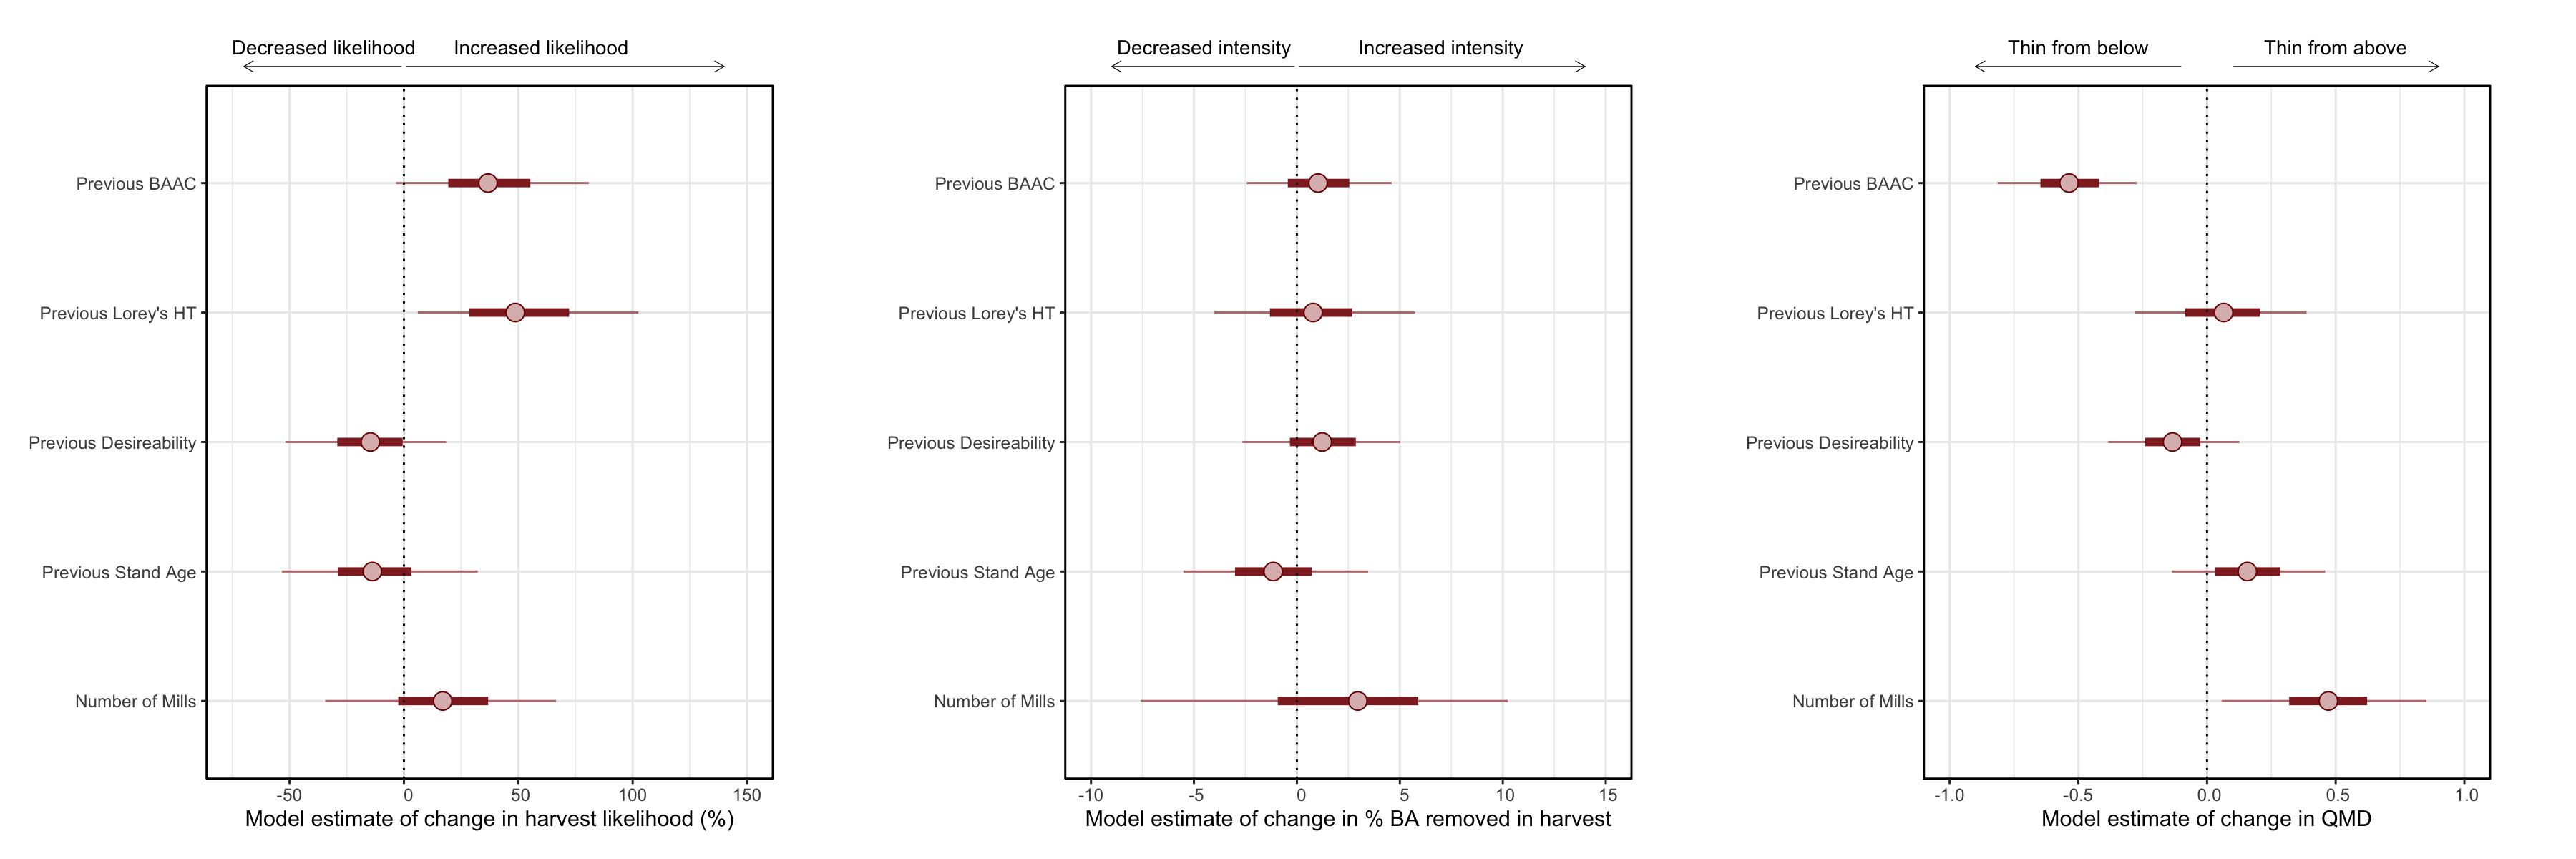 Decreased likelihood Increased likelihood
Previous BAAC
Previous Lorey's HT
Previous Desireability
Previous Stand Age
Number of Mills
-50 0 50 100 150
Model estimate of change in harvest likelihood (%)
Decreased intensity Increased intensity
Previous BAAC
Previous Lorey's HT
Previous Desireability
Previous Stand Age
Number of Mills
-10 -5 0 5 10 15
Model estimate of change in % BA removed in harvest
Thin from below Thin from above
Previous BAAC
Previous Lorey's HT
Previous Desireability
Previous Stand Age
Number of Mills
-1.0 -0.5 0.0 0.5 1.0
Model estimate of change in QMD